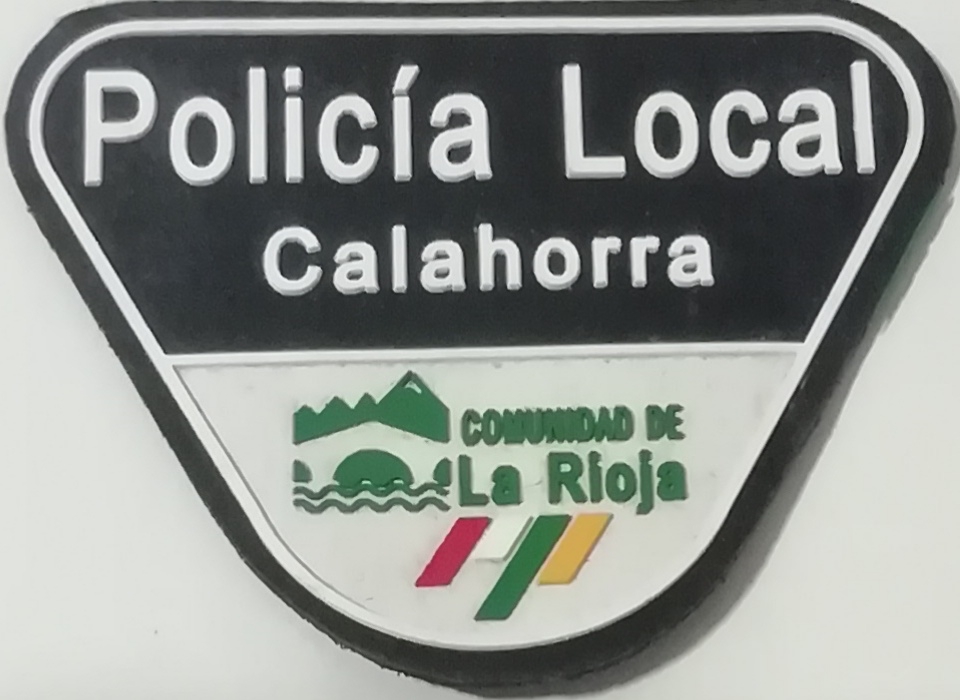 Policía Local
Calahorra
COMUNIDAD DE
La Rioja